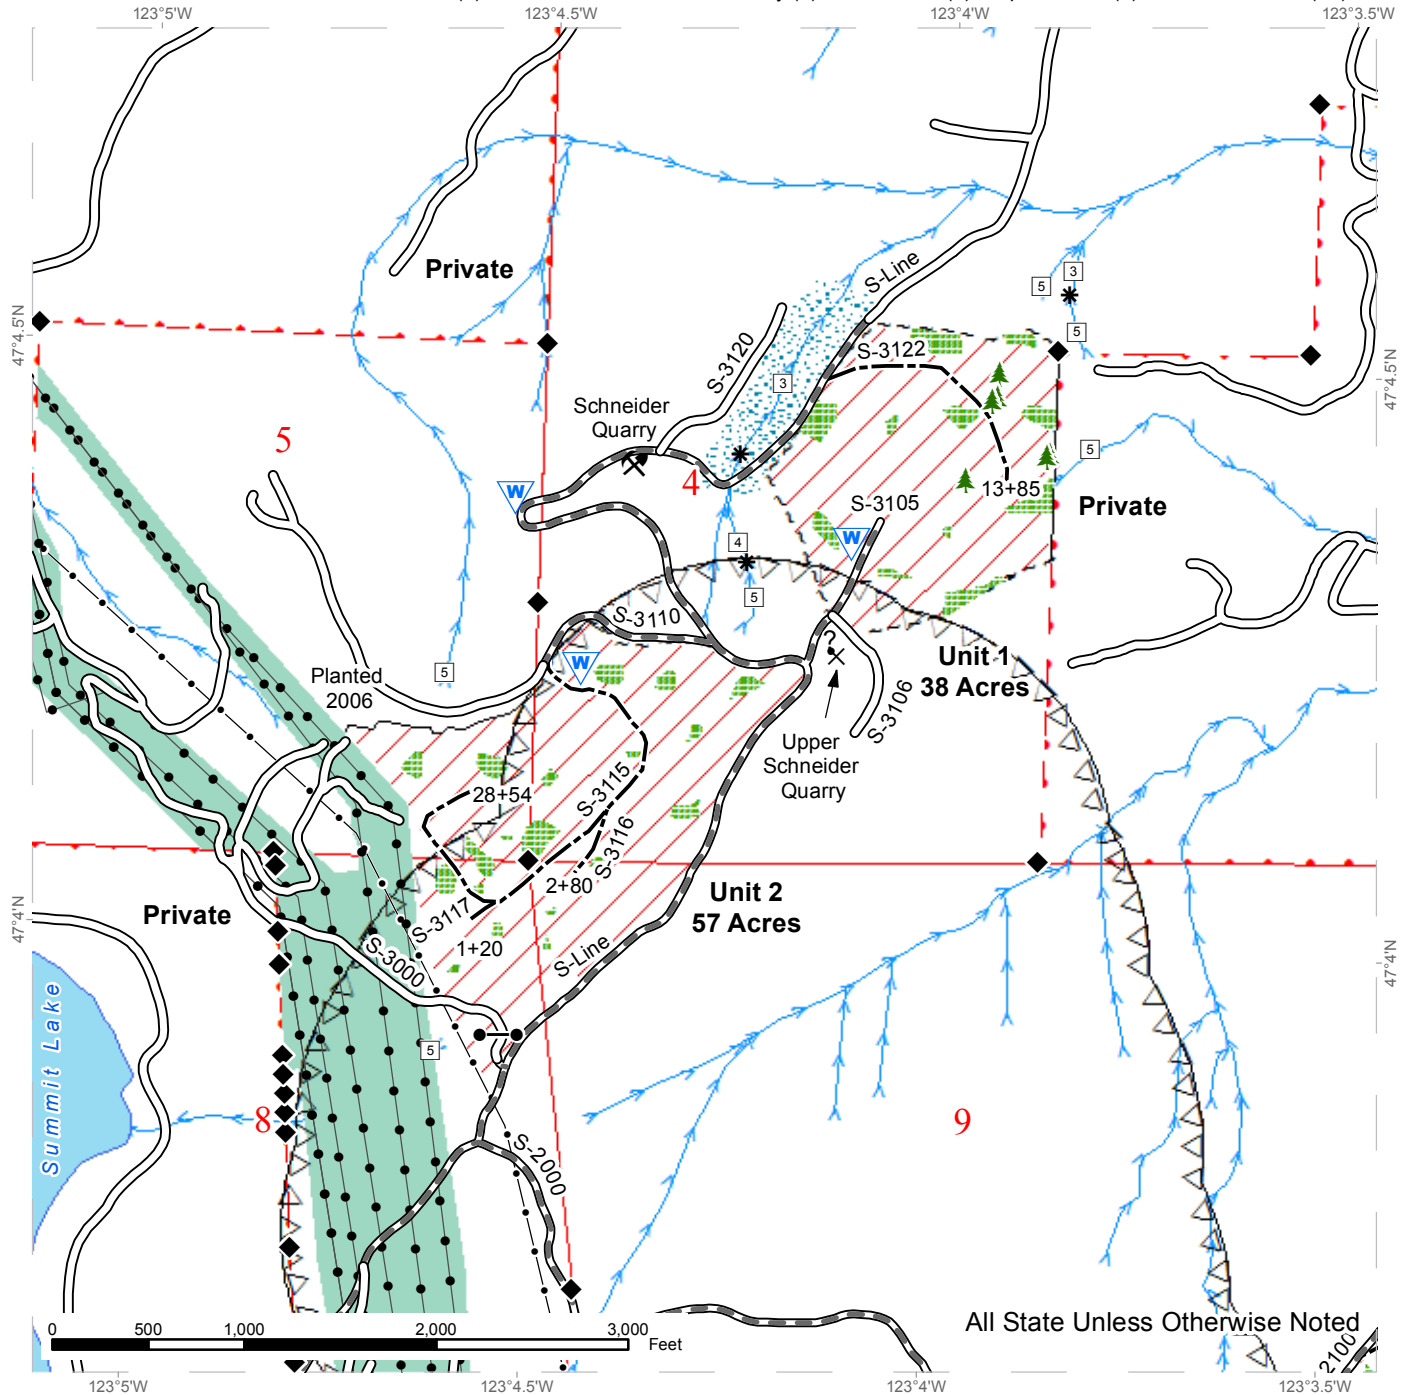 123°5'W
123°4.5'W
123°4'W
123°3.5'W
Private
S-Line
3
5
5
47°4.5'N
47°4.5'N
S-3120
S-3122
3
Schneider
Quarry
5
4
5
W
13+85
Private
S-3105
W
4
5
S-3110
Unit 1
38 Acres
W
5
Planted
2006
?
S-3106
Upper
Schneider
Quarry
28+54
S-3115
S-3116
2+80
Unit 2
57 Acres
Private
S-3117
1+20
S-3000
S-Line
47°4'N
47°4'N
Summit Lake
5
8
9
S-2000
All State Unless Otherwise Noted
0 500 1,000 2,000 3,000
Feet
2100
123°5'W
123°4.5'W
123°4'W
123°3.5'W